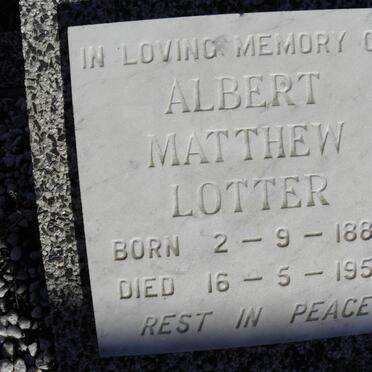 IN LOVING MEMORY O
ALBERT
MATTHEW
LOTTER
BORN 2 - 9 - 188
DIED 16 - 5 - 195
REST IN PEACE